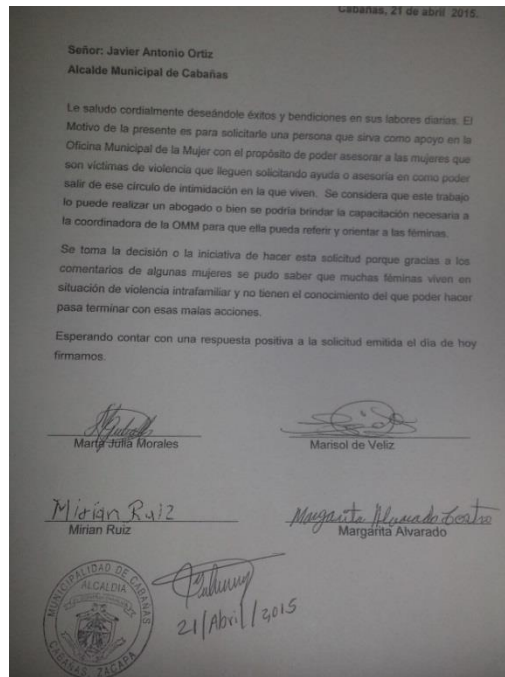 Cabañas, 21 de abril 2015.
Señor: Javier Antonio Ortiz
Alcalde Municipal de Cabañas
Le saludo cordialmente deseándole éxitos y bendiciones en sus labores diarias. El
Motivo de la presente es para solicitarle una persona que sirva como apoyo en la
Oficina Municipal de la Mujer con el propósito de poder asesorar a las mujeres que
son víctimas de violencia que lleguen solicitando ayuda o asesoría en como poder
salir de ese círculo de intimidación en la que viven. Se considera que este trabajo
lo puede realizar un abogado o bien se podría brindar la capacitación necesaria a
la coordinadora de la OMM para que ella pueda referir y orientar a las féminas.
Se toma la decisión o la iniciativa de hacer esta solicitud porque gracias a los
comentarios de algunas mujeres se pudo saber que muchas féminas viven en
situación de violencia intrafamiliar y no tienen el conocimiento del que poder hacer
pasa terminar con esas malas acciones.
Esperando contar con una respuesta positiva a la solicitud emitida el día de hoy
firmamos.
Marta Julia Morales
Marisol de Veliz
Mirian Ruiz
Mirian Ruiz
Margarita Alvarado Castro
Margarita Alvarado
MUNICIPALIDAD DE CABAÑAS
ALCALDIA
CABAÑAS, ZACAPA
21/Abril/2015